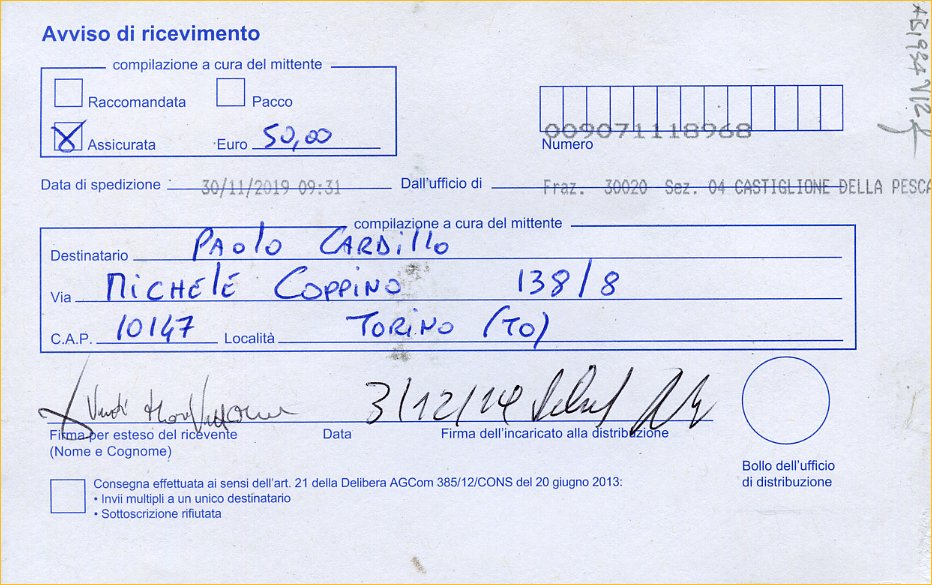 Avviso di ricevimento
compilazione a cura del mittente
Raccomandata Pacco
Assicurata Euro 50,00
009071118968
Numero
Data di spedizione 30/11/2019 09:31 Dall'ufficio di Fraz. 30020 Sez. 04 CASTIGLIONE DELLA PESCA
compilazione a cura del mittente
Destinatario PAOLO CARDILLO
Via MICHELE COPPINO 138/8
C.A.P. 10147 Località TORINO (TO)
3/12/19
Firma per esteso del ricevente Data Firma dell'incaricato alla distribuzione
(Nome e Cognome)
Bollo dell'ufficio
di distribuzione
Consegna effettuata ai sensi dell'art. 21 della Delibera AGCom 385/12/CONS del 20 giugno 2013:
• Invii multipli a un unico destinatario
• Sottoscrizione rifiutata